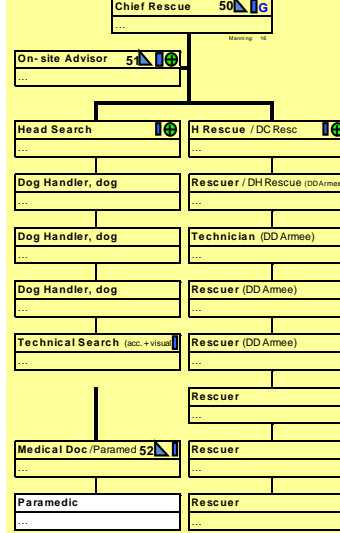 Chief Rescue 50 G
...
Manning: 16
On-site Advisor 51
...
Head Search
...
H Rescue / DC Resc
...
Dog Handler, dog
...
Rescuer / DH Rescue (DD Armee
...
Dog Handler, dog
...
Technician (DD Armee)
...
Dog Handler, dog
...
Rescuer (DD Armee)
...
Technical Search (acc. + visual
...
Rescuer (DD Armee)
...
Rescuer
...
Medical Doc /Paramed 52
...
Rescuer
...
Paramedic
...
Rescuer
...